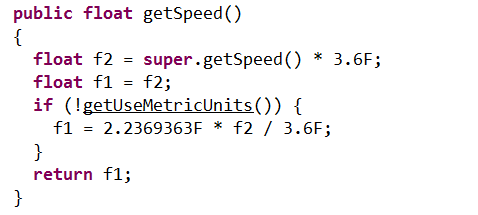 public float getSpeed()
{
  float f2 = super.getSpeed() * 3.6F;
  float f1 = f2;
  if (!getUseMetricUnits()) {
    f1 = 2.2369363F * f2 / 3.6F;
  }
  return f1;
}